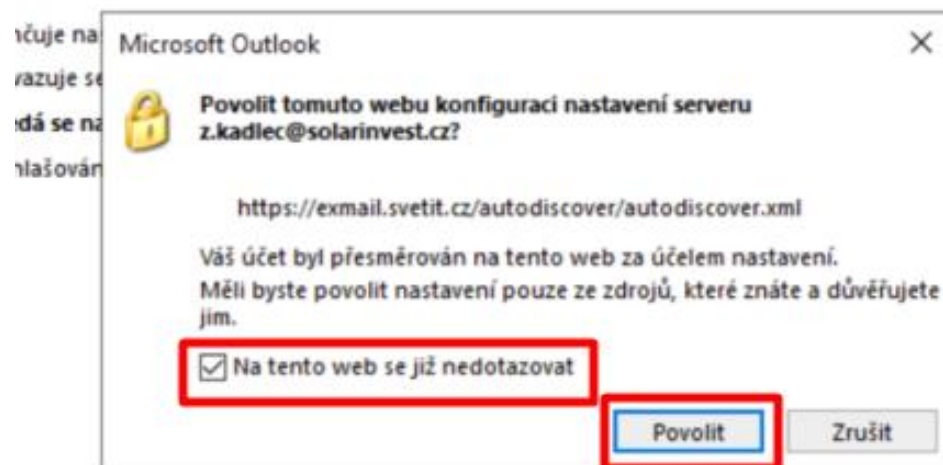 Microsoft Outlook
Povolit tomuto webu konfiguraci nastavení serveru
z.kadlec@solarinvest.cz?
https://exmail.svetit.cz/autodiscover/autodiscover.xml
Váš účet byl přesměrován na tento web za účelem nastavení.
Měli byste povolit nastavení pouze ze zdrojů, které znáte a důvěřujete
jim.
Na tento web se již nedotazovat
Povolit Zrušit